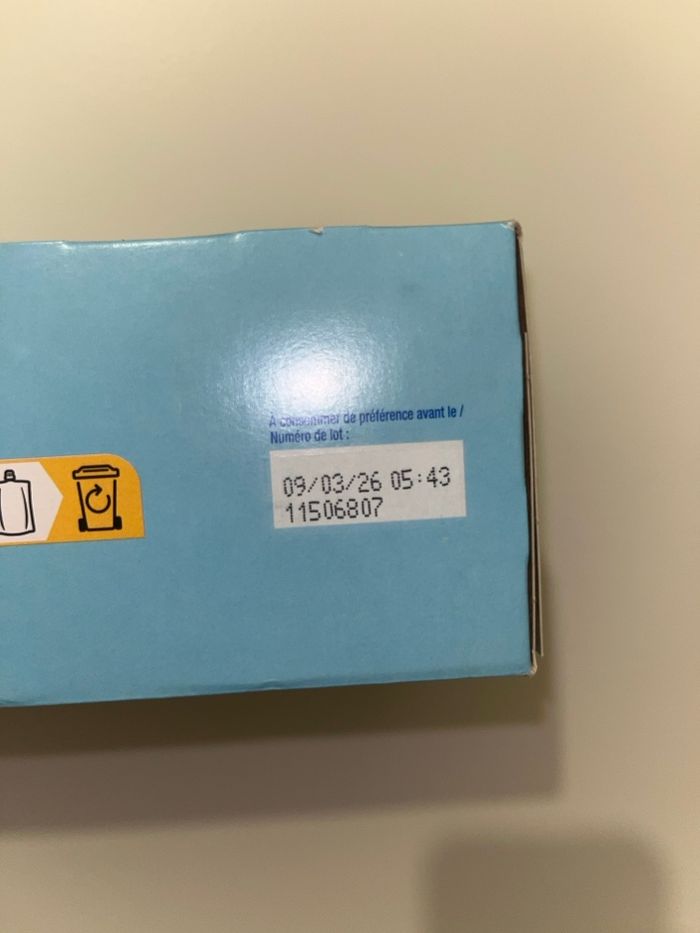 À consommer de préférence avant le /
Numéro de lot :
09/03/26 05:43
11506807